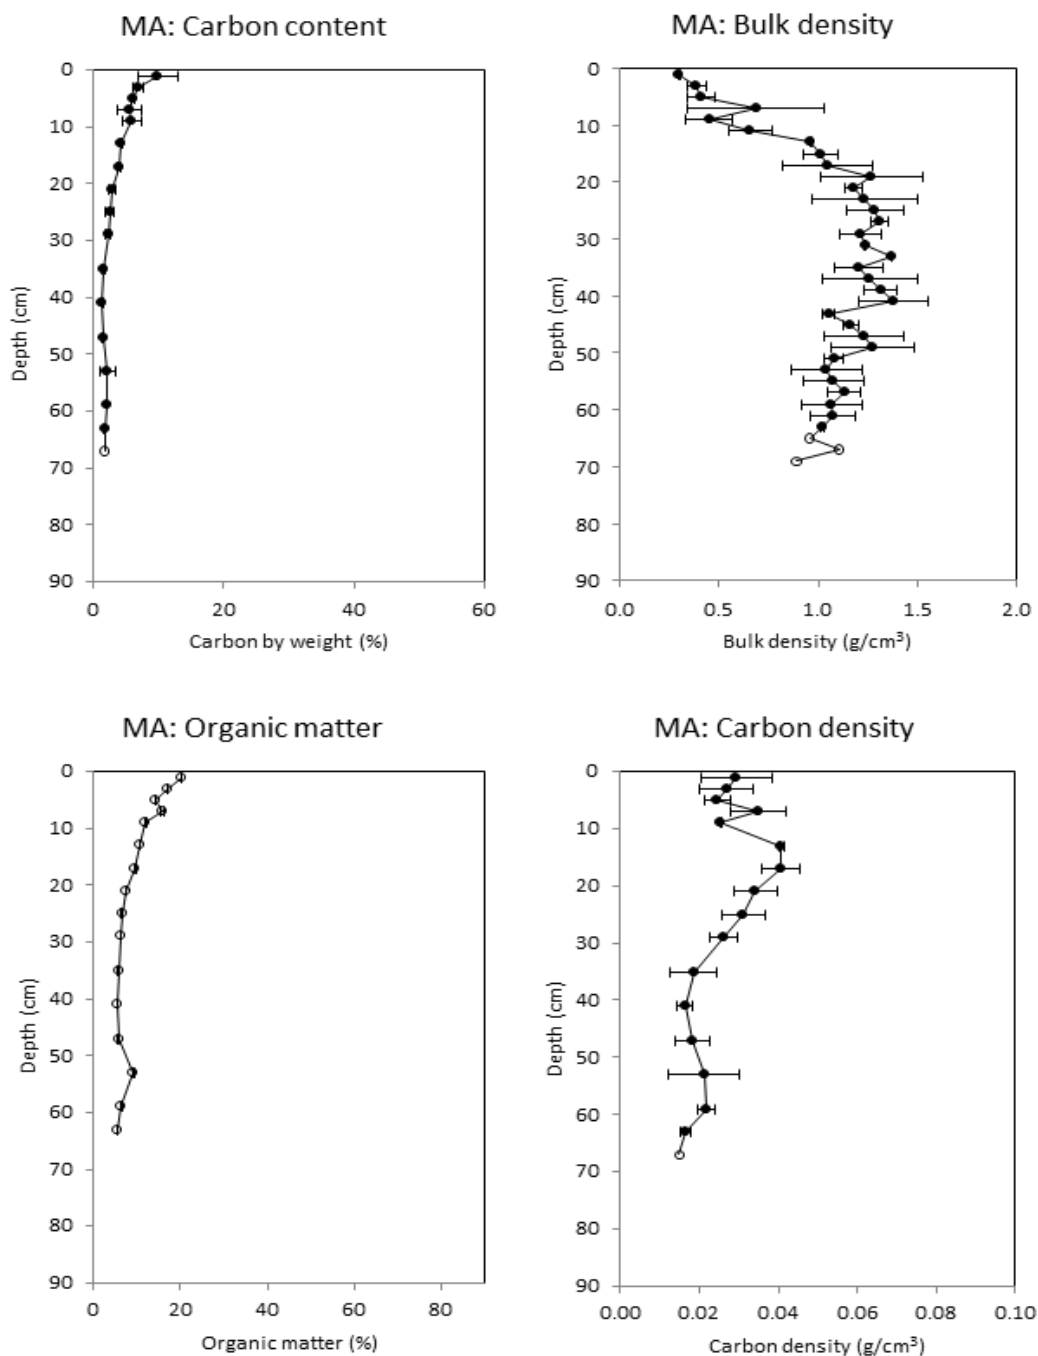 MA: Carbon content
0
10
20
30
40
50
60
70
80
90
Depth (cm)
0 20 40 60
Carbon by weight (%)
MA: Bulk density
0
10
20
30
40
50
60
70
80
90
Depth (cm)
0.0 0.5 1.0 1.5 2.0
Bulk density (g/cm³)
MA: Organic matter
0
10
20
30
40
50
60
70
80
90
Depth (cm)
0 20 40 60 80
Organic matter (%)
MA: Carbon density
0
10
20
30
40
50
60
70
80
90
Depth (cm)
0.00 0.02 0.04 0.06 0.08 0.10
Carbon density (g/cm³)